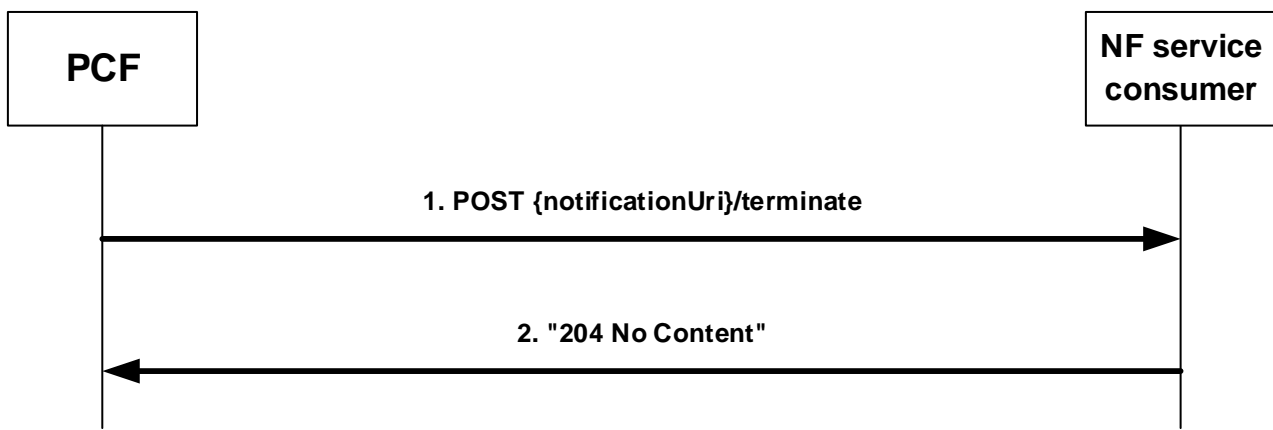 PCF
NF service
consumer
1. POST {notificationUri}/terminate
2. "204 No Content"